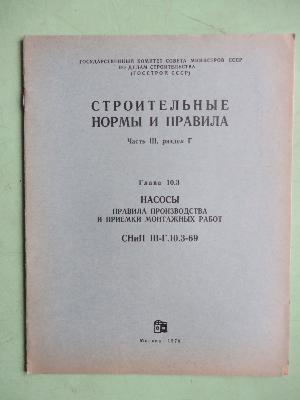 ГОСУДАРСТВЕННЫЙ КОМИТЕТ СОВЕТА МИНИСТРОВ СССР
ПО ДЕЛАМ СТРОИТЕЛЬСТВА
(ГОССТРОЙ СССР)
СТРОИТЕЛЬНЫЕ
НОРМЫ И ПРАВИЛА
Часть III, раздел Г
Глава 10.3
НАСОСЫ
ПРАВИЛА ПРОИЗВОДСТВА
И ПРИЕМКИ МОНТАЖНЫХ РАБОТ
СНиП III-Г.10.3-69